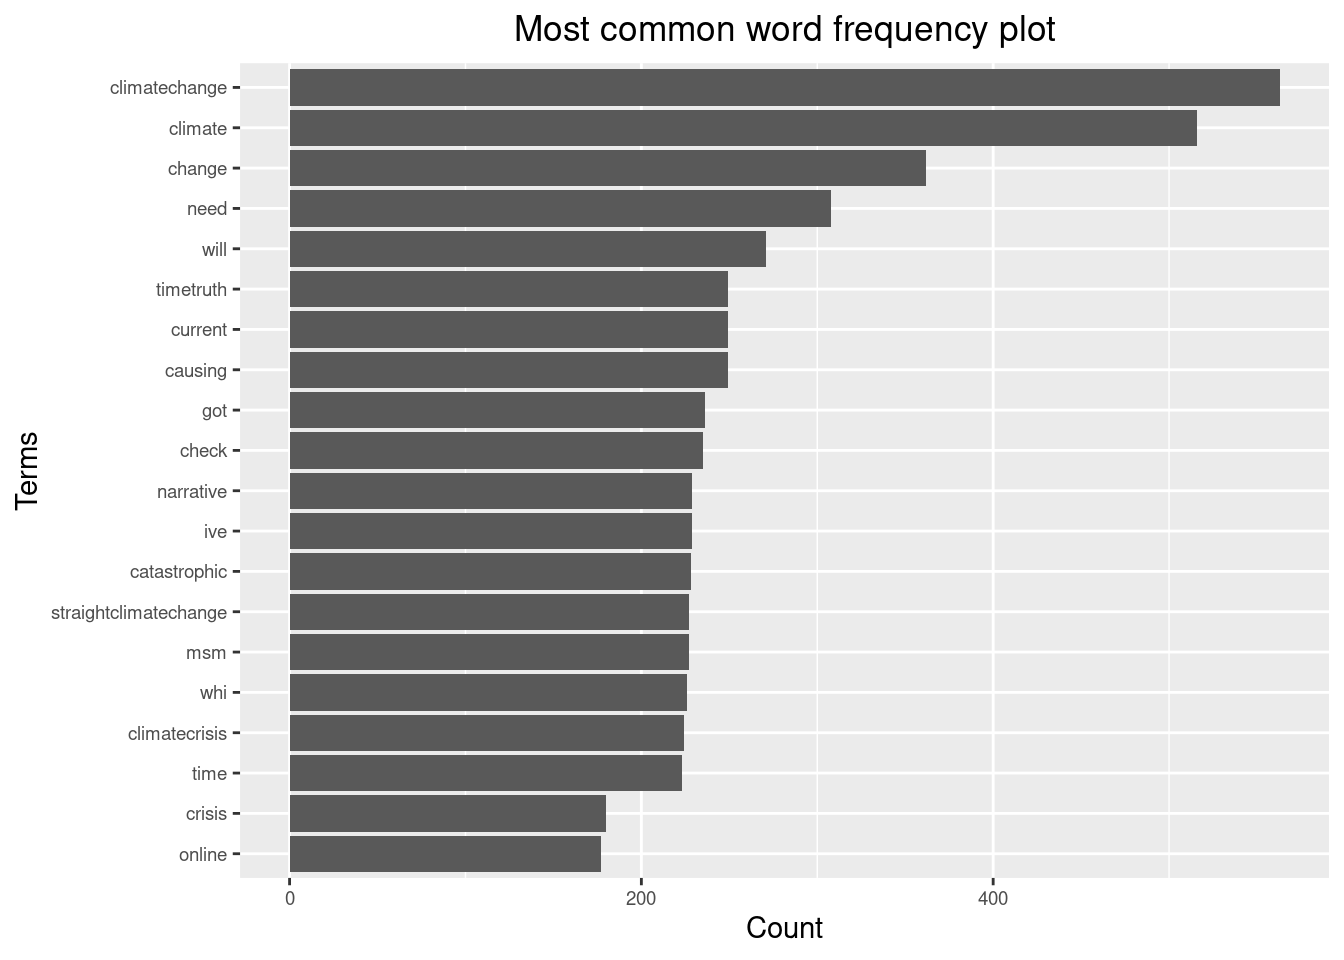 Most common word frequency plot
climatechange
climate
change
need
will
timetruth
current
causing
got
check
narrative
ive
catastrophic
straightclimatechange
msm
whi
climatecrisis
time
crisis
online
Terms
0 200 400
Count